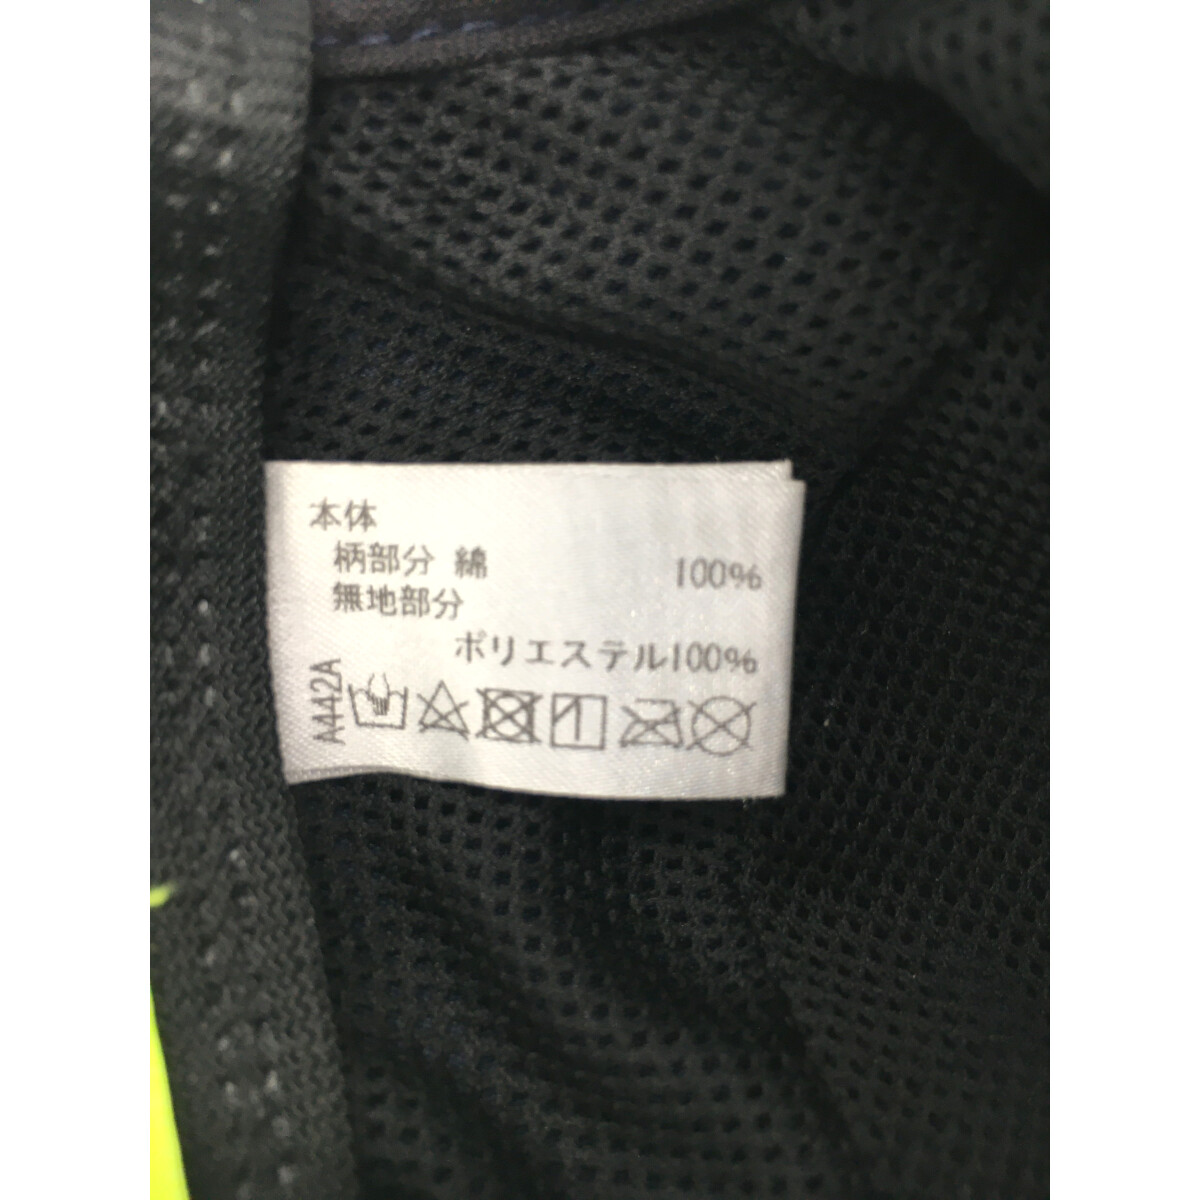 本体
柄部分 綿 100%
無地部分
ポリエステル100%
A442A